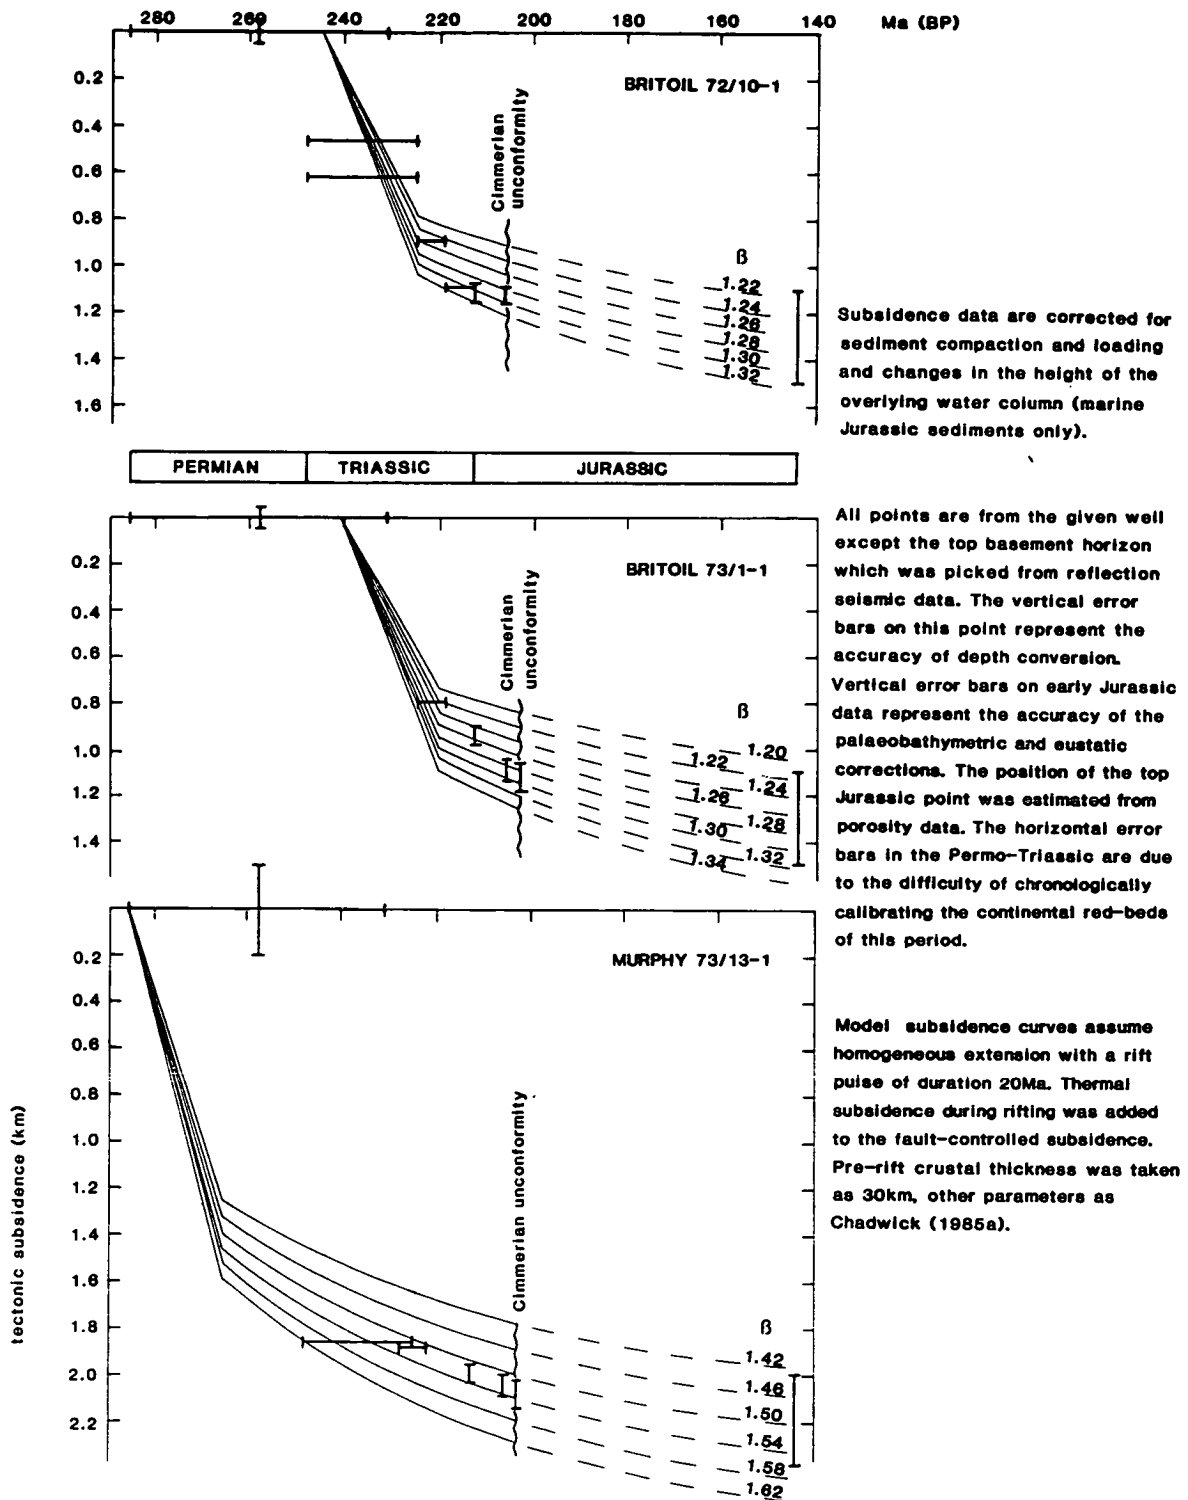 280 260 240 220 200 180 160 140 Ma (BP)
BRITOIL 72/10-1
0.2
0.4
0.6
0.8
1.0
1.2
1.4
1.6
Cimmerian
unconformity
ß
1.22
1.24
1.26
1.28
1.30
1.32
Subsidence data are corrected for
sediment compaction and loading
and changes in the height of the
overlying water column (marine
Jurassic sediments only).
PERMIAN TRIASSIC JURASSIC
BRITOIL 73/1-1
0.2
0.4
0.6
0.8
1.0
1.2
1.4
Cimmerian
unconformity
ß
1.20
1.22
1.24
1.26
1.28
1.30
1.32
1.34
All points are from the given well
except the top basement horizon
which was picked from reflection
seismic data. The vertical error
bars on this point represent the
accuracy of depth conversion.
Vertical error bars on early Jurassic
data represent the accuracy of the
palaeobathymetric and eustatic
corrections. The position of the top
Jurassic point was estimated from
porosity data. The horizontal error
bars in the Permo-Triassic are due
to the difficulty of chronologically
calibrating the continental red-beds
of this period.
MURPHY 73/13-1
0.2
0.4
0.6
0.8
1.0
1.2
1.4
1.6
1.8
2.0
2.2
tectonic subsidence (km)
Cimmerian unconformity
ß
1.42
1.46
1.50
1.54
1.58
1.62
Model subsidence curves assume
homogeneous extension with a rift
pulse of duration 20Ma. Thermal
subsidence during rifting was added
to the fault-controlled subsidence.
Pre-rift crustal thickness was taken
as 30km, other parameters as
Chadwick (1985a).